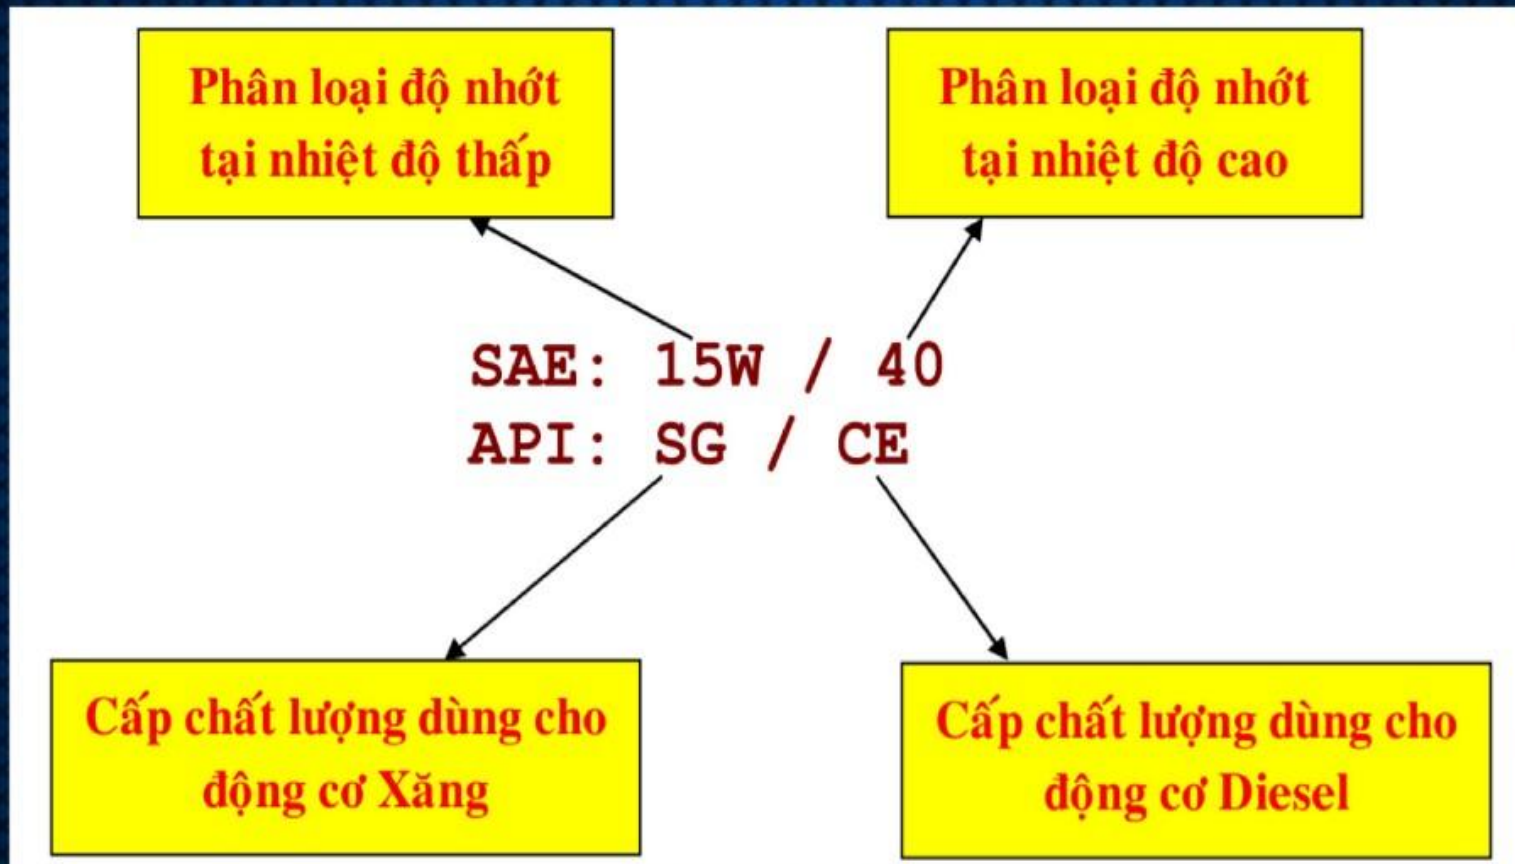 Phân loại độ nhớt
tại nhiệt độ thấp
Phân loại độ nhớt
tại nhiệt độ cao
SAE: 15W / 40
API: SG / CE
Cấp chất lượng dùng cho
động cơ Xăng
Cấp chất lượng dùng cho
động cơ Diesel